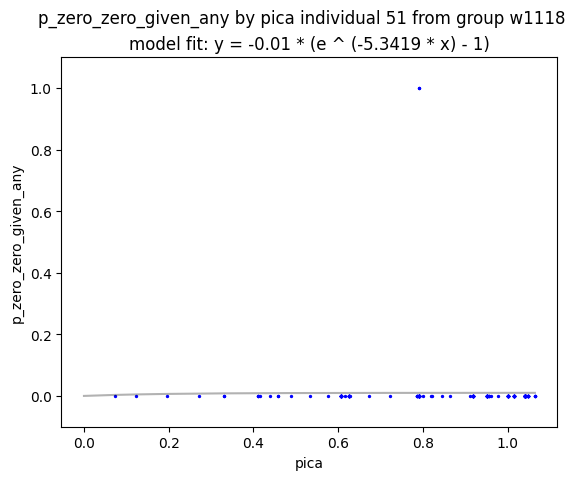 p_zero_zero_given_any by pica individual 51 from group w1118
model fit: y = -0.01 * (e ^ (-5.3419 * x) - 1)
1.0
0.8
0.6
0.4
0.2
0.0
p_zero_zero_given_any
0.0 0.2 0.4 0.6 0.8 1.0
pica